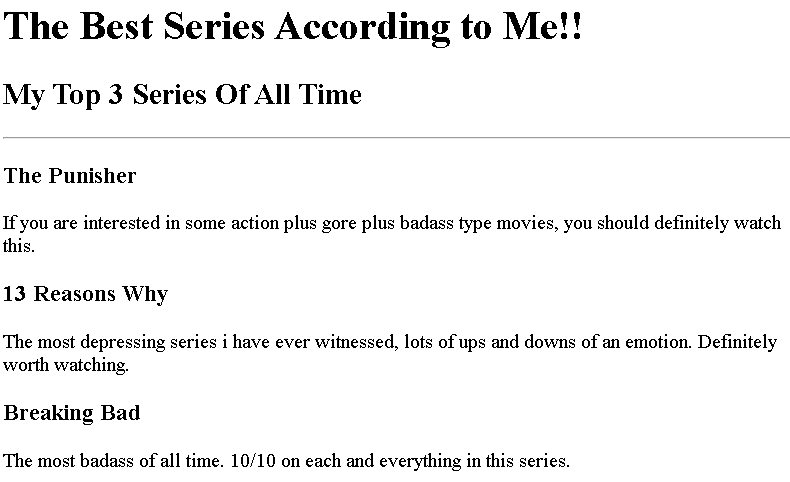 The Best Series According to Me!!
My Top 3 Series Of All Time
The Punisher
If you are interested in some action plus gore plus badass type movies, you should definitely watch
this.
13 Reasons Why
The most depressing series i have ever witnessed, lots of ups and downs of an emotion. Definitely
worth watching.
Breaking Bad
The most badass of all time. 10/10 on each and everything in this series.